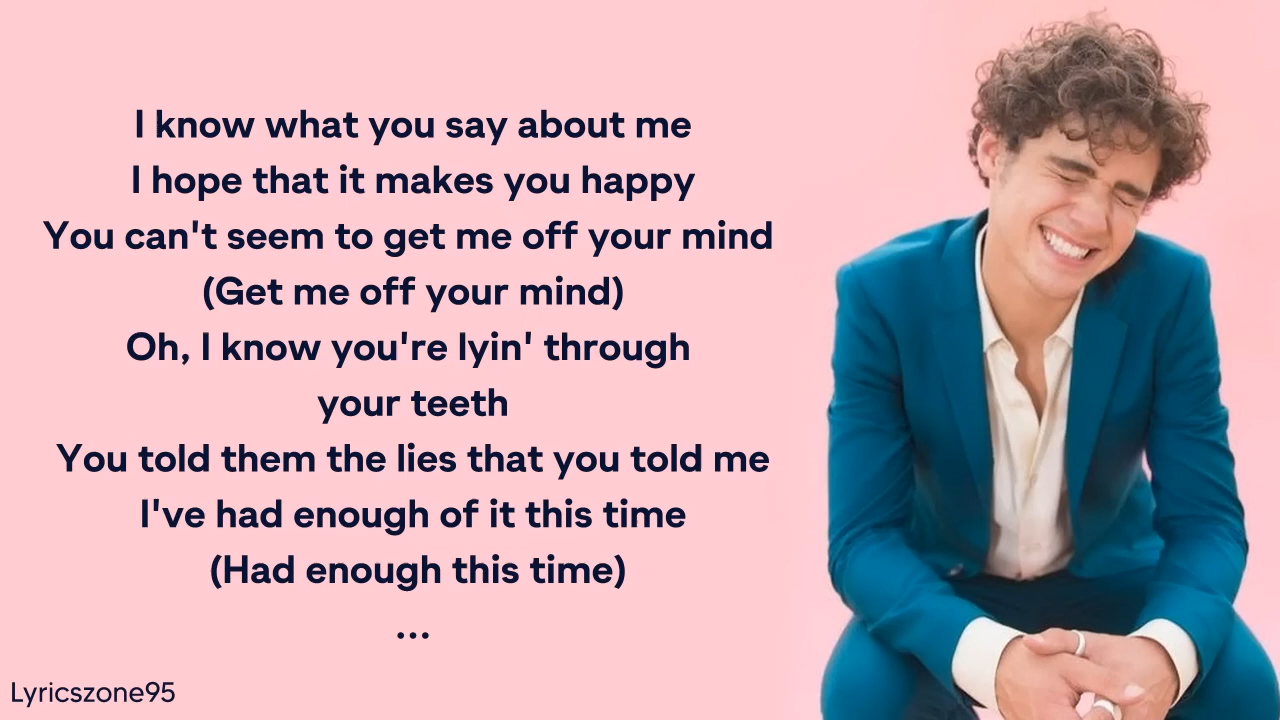 I know what you say about me
I hope that it makes you happy
You can't seem to get me off your mind
(Get me off your mind)
Oh, I know you're lyin' through
your teeth
You told them the lies that you told me
I've had enough of it this time
(Had enough this time)
...
Lyricszone95